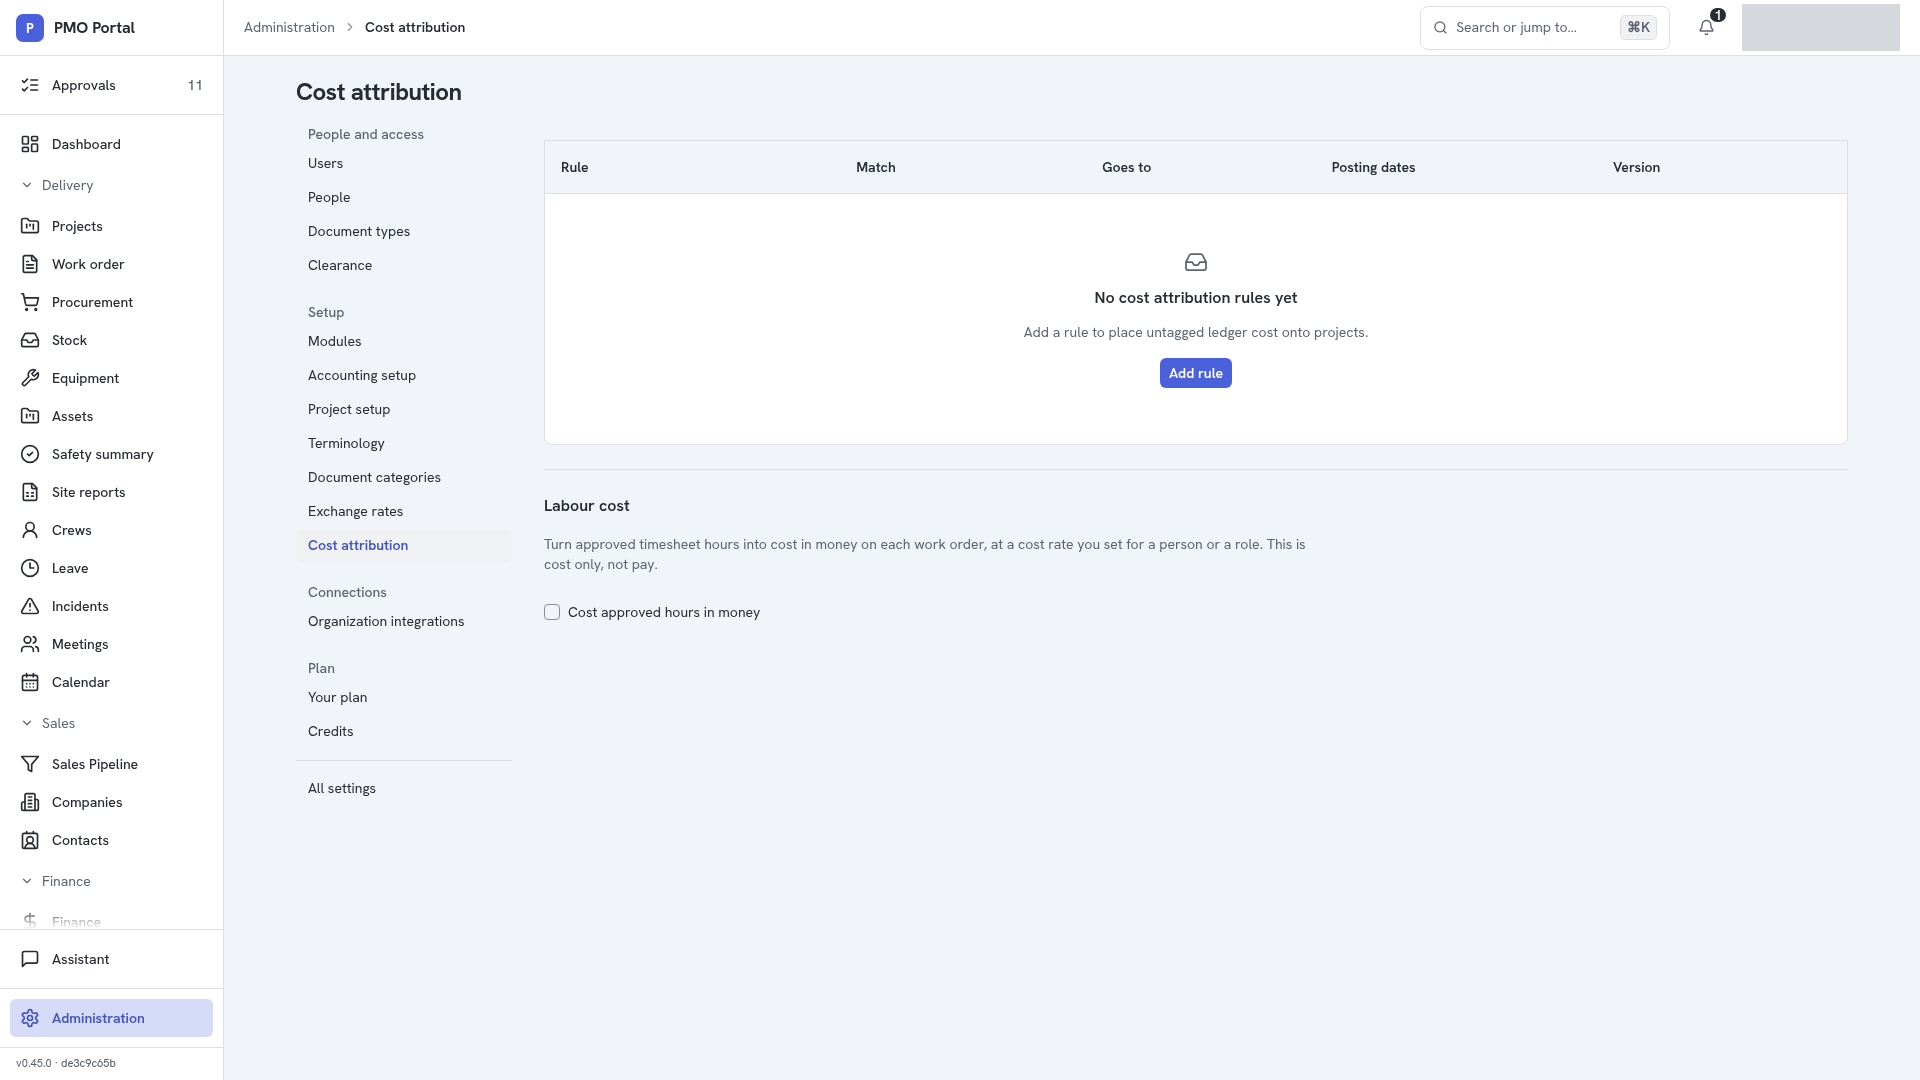 P PMO Portal
Administration > Cost attribution
Search or jump to... ⌘K
1
Approvals 11
Dashboard
Delivery
Projects
Work order
Procurement
Stock
Equipment
Assets
Safety summary
Site reports
Crews
Leave
Incidents
Meetings
Calendar
Sales
Sales Pipeline
Companies
Contacts
Finance
Finance
Assistant
Administration
v0.45.0 · de3c9c65b
Cost attribution
People and access
Users
People
Document types
Clearance
Setup
Modules
Accounting setup
Project setup
Terminology
Document categories
Exchange rates
Cost attribution
Connections
Organization integrations
Plan
Your plan
Credits
All settings
Rule Match Goes to Posting dates Version
No cost attribution rules yet
Add a rule to place untagged ledger cost onto projects.
Add rule
Labour cost
Turn approved timesheet hours into cost in money on each work order, at a cost rate you set for a person or a role. This is
cost only, not pay.
Cost approved hours in money